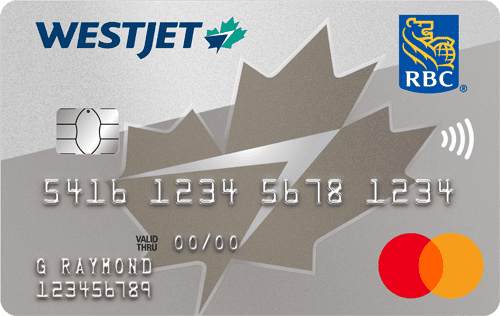 WESTJET
RBC®
5416 1234 5678 1234
VALID
THRU 00/00
G RAYMOND
123456789